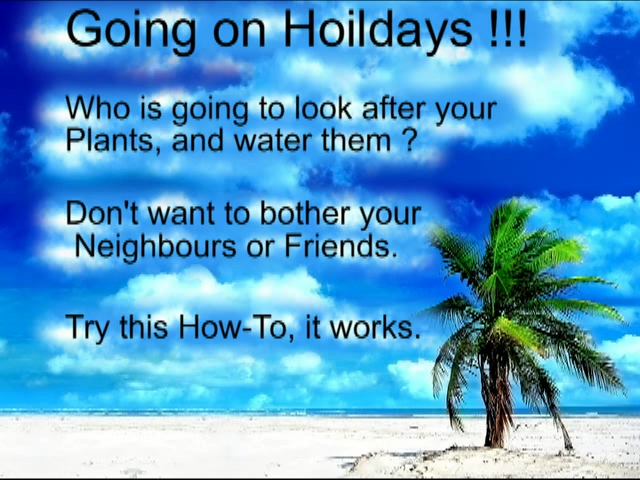 Going on Hoildays !!!
Who is going to look after your
Plants, and water them ?
Don't want to bother your
Neighbours or Friends.
Try this How-To, it works.